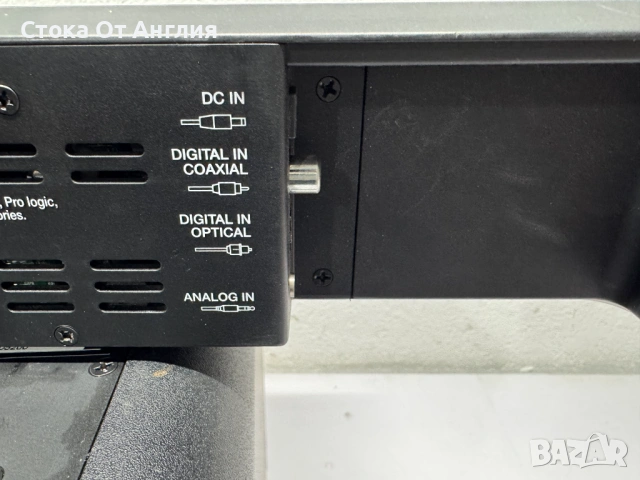 Стока От Англия
DC IN
DIGITAL IN
COAXIAL
, Pro logic,
ories.
DIGITAL IN
OPTICAL
ANALOG IN
BAZAR